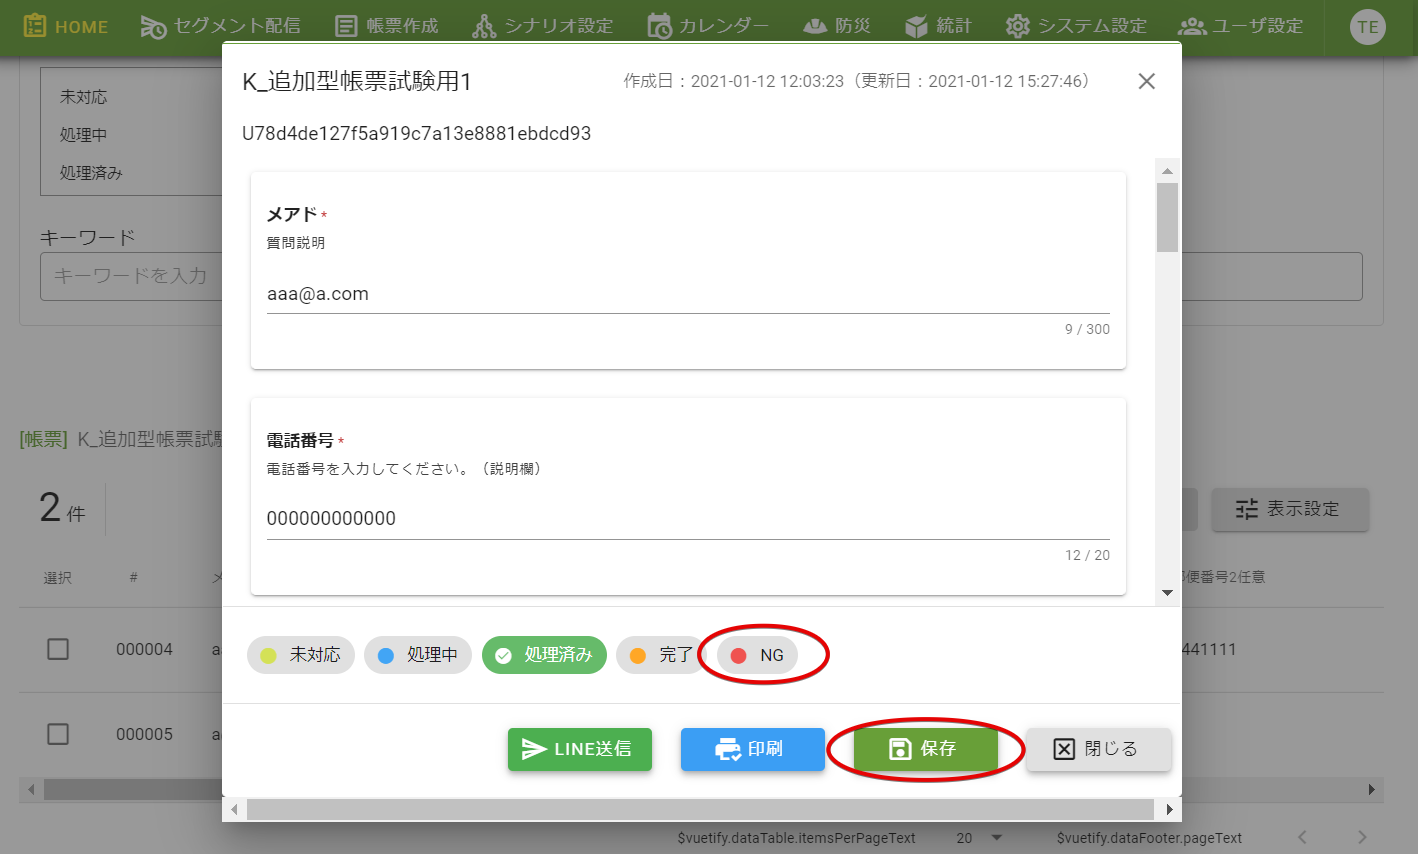 HOME セグメント配信 帳票作成 シナリオ設定 カレンダー 防災 統計 システム設定 ユーザ設定 TE
K_追加型帳票試験用1 作成日：2021-01-12 12:03:23（更新日：2021-01-12 15:27:46）
U78d4de127f5a919c7a13e8881ebdcd93
未対応
処理中
処理済み
キーワード
キーワードを入力
メアド*
質問説明
aaa@a.com
9 / 300
電話番号*
電話番号を入力してください。（説明欄）
000000000000
12 / 20
[帳票] K_追加型帳票試
2 件
表示設定
選択 # 便番号2任意
000004 a 441111
000005 a
未対応 処理中 処理済み 完了 NG
LINE送信 印刷 保存 閉じる
$vuetify.dataTable.itemsPerPageText 20 $vuetify.dataFooter.pageText